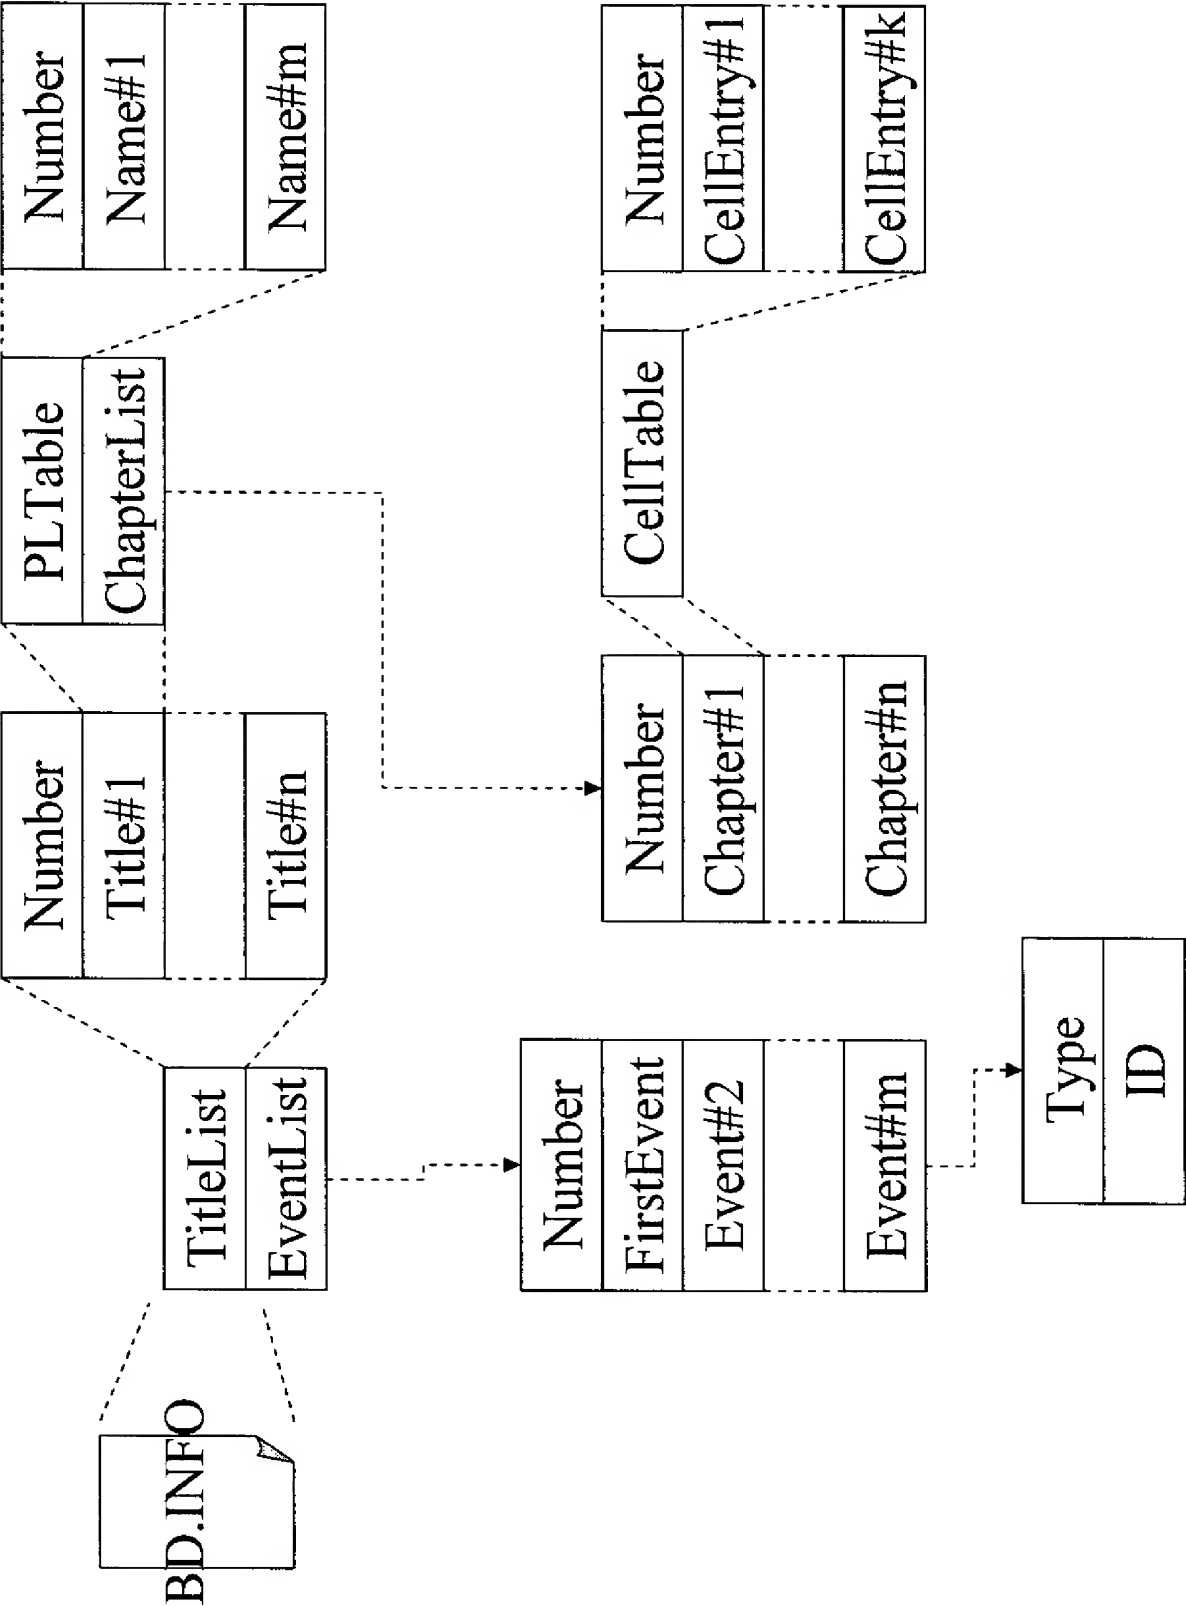 BD.INFO
TitleList
EventList
Number
Title#1
Title#n
PLTable
ChapterList
Number
Name#1
Name#m
Number
FirstEvent
Event#2
Event#m
Type
ID
Number
Chapter#1
Chapter#n
CellTable
Number
CellEntry#1
CellEntry#k